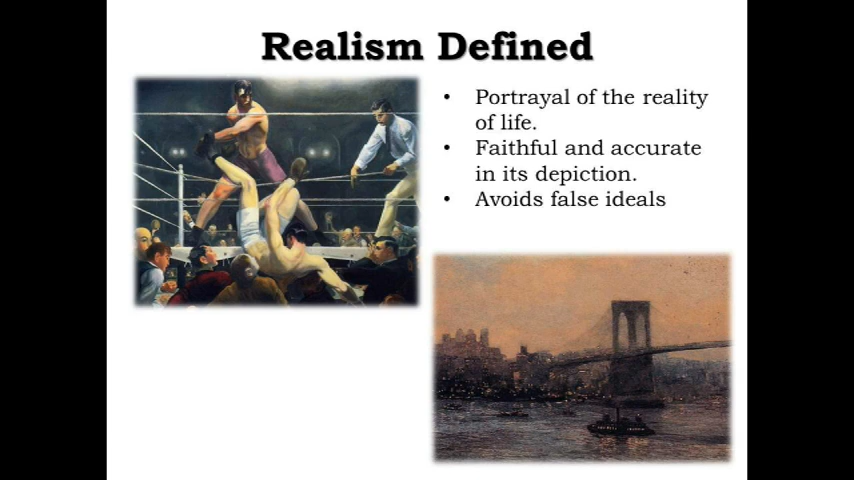 Realism Defined
• Portrayal of the reality
of life.
• Faithful and accurate
in its depiction.
• Avoids false ideals